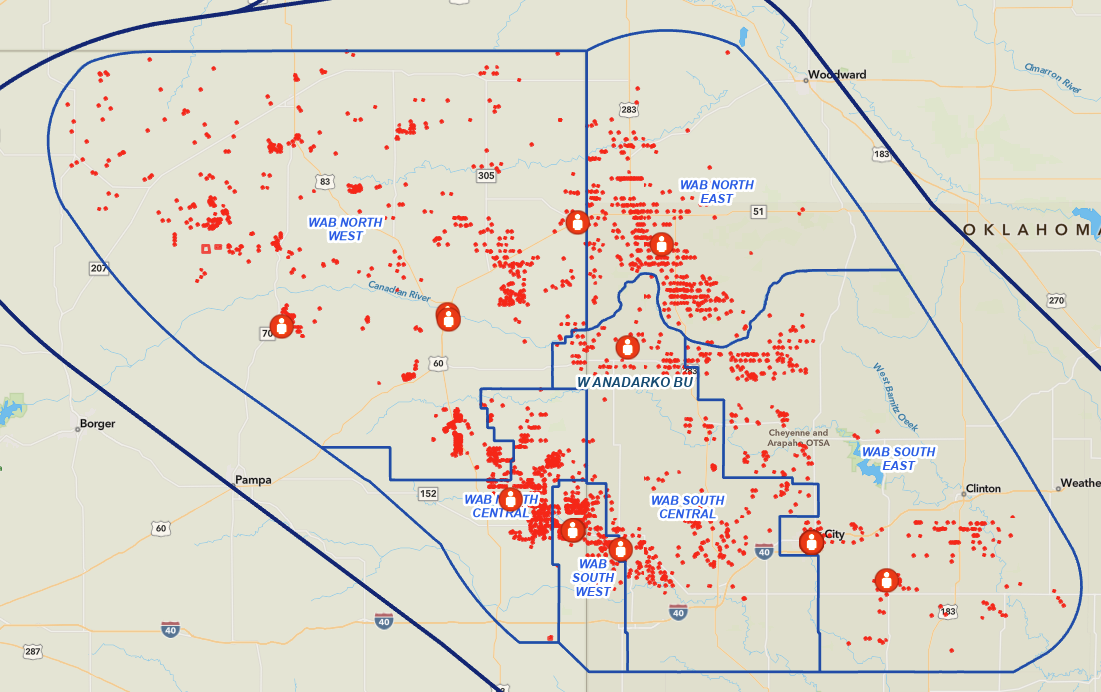 Woodward
Cimarron River
283
183
83
305
WAB NORTH
EAST
51
WAB NORTH
WEST
OKLAHOMA
207
Canadian River
270
70
60
283
W ANADARKO BU
West Barnitz Creek
Borger
Cheyenne and
Arapaho OTSA
WAB SOUTH
EAST
Pampa
Clinton
Weathe
152
WAB NORTH
CENTRAL
WAB SOUTH
CENTRAL
60
City
40
WAB
SOUTH
WEST
40
40
40
183
287